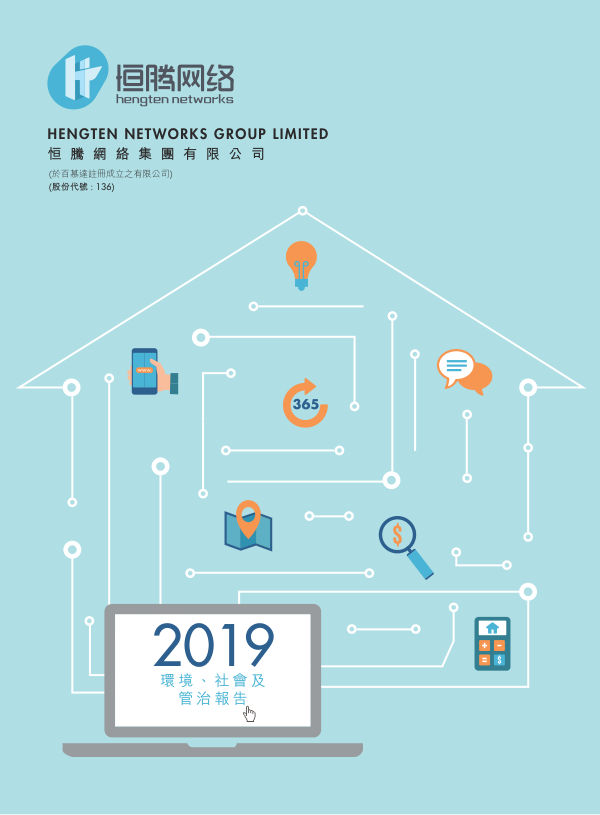 恒腾网络
hengten networks
HENGTEN NETWORKS GROUP LIMITED
恒騰網絡集團有限公司
(於百慕達註冊成立之有限公司)
(股份代號 : 136)
www
365
$
2019
環境、社會及
管治報告
+ −
= $